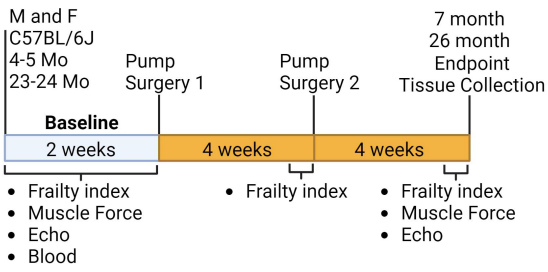 M and F
C57BL/6J
4-5 Mo
23-24 Mo
Pump
Surgery 1
Pump
Surgery 2
7 month
26 month
Endpoint
Tissue Collection
Baseline
2 weeks
4 weeks
4 weeks
• Frailty index
• Muscle Force
• Echo
• Blood
• Frailty index
• Frailty index
• Muscle Force
• Echo